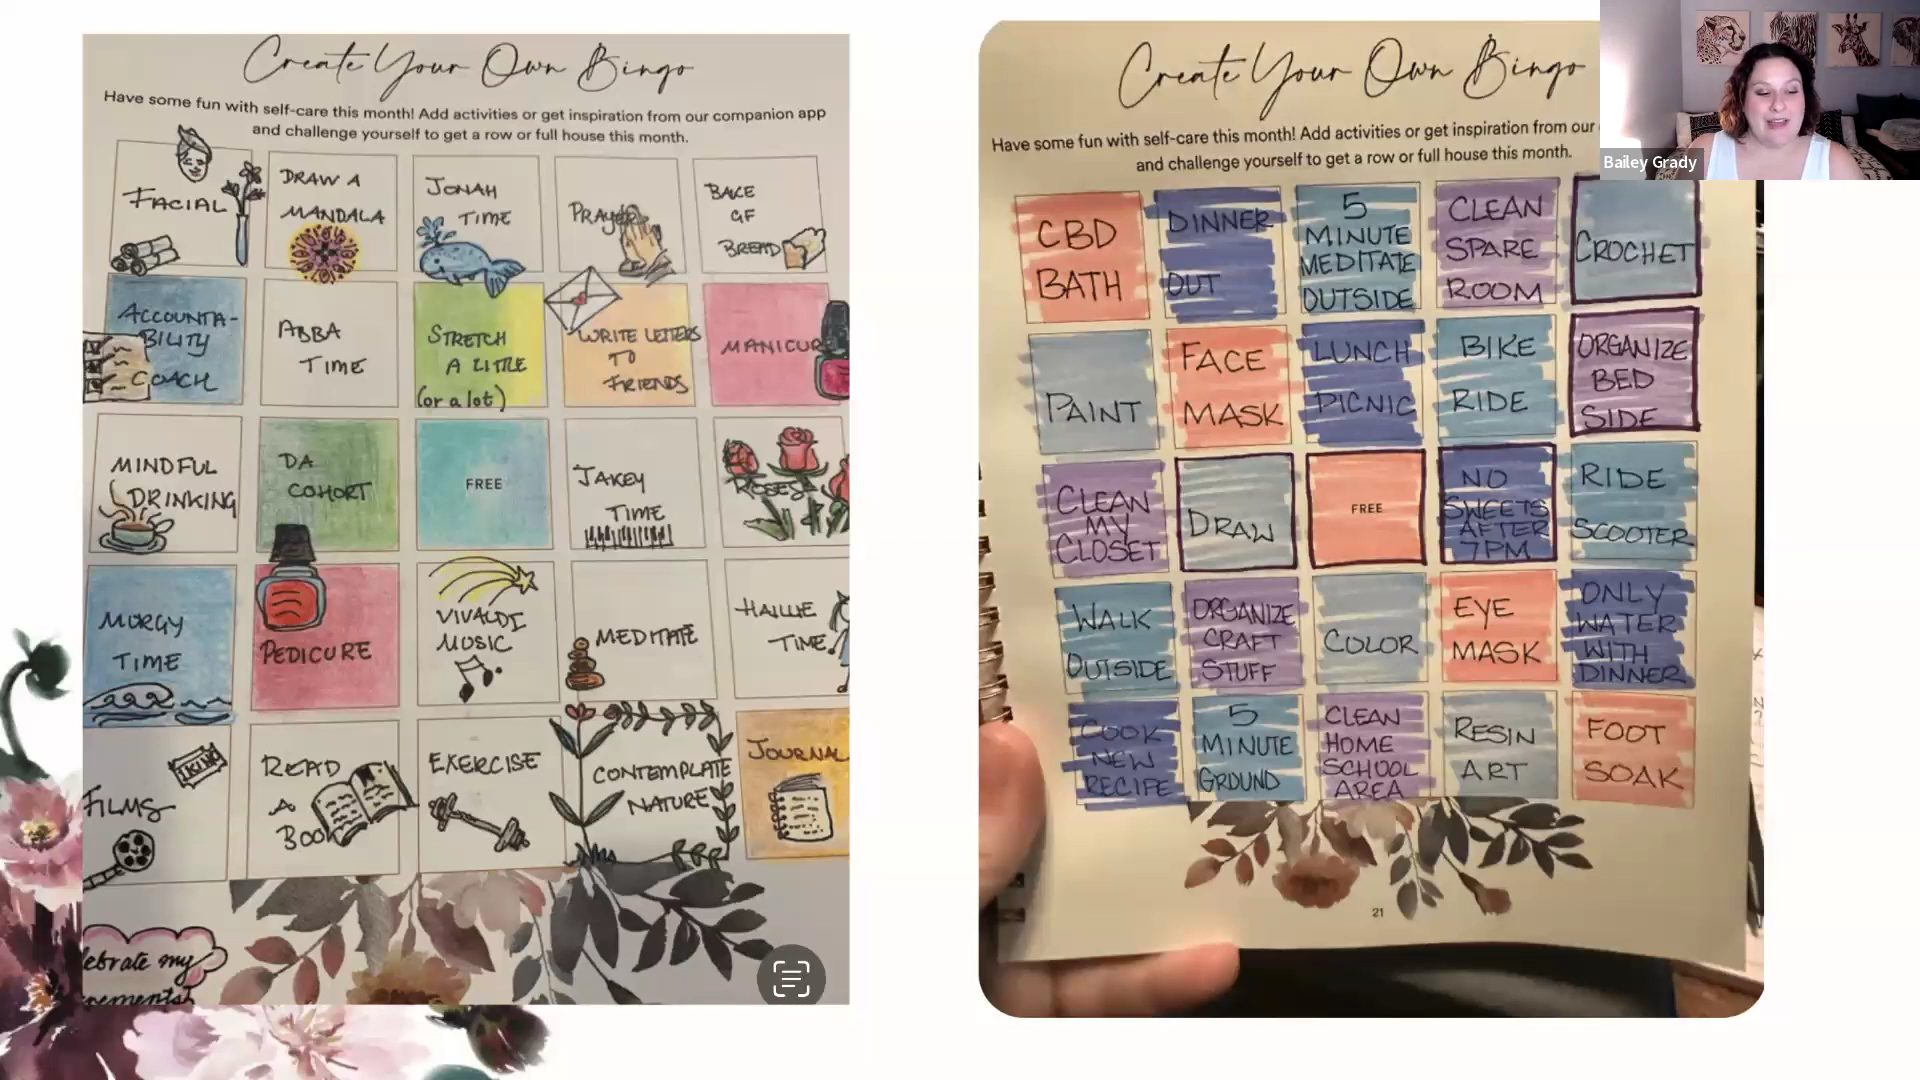 Create Your Own Bingo
Have some fun with self-care this month! Add activities or get inspiration from our companion app
and challenge yourself to get a row or full house this month.
FACIAL
DRAW A
MANDALA
JONAH
TIME
PRAYER
BAKE
GF
BREAD
ACCOUNTA-
BILITY
COACH
ABBA
TIME
STRETCH
A LITTLE
(or a lot)
WRITE LETTERS
TO
FRIENDS
MANICUR
MINDFUL
DRINKING
DA
COHORT
FREE
JAKEY
TIME
ROSES
MORGY
TIME
PEDICURE
VIVALDI
MUSIC
MEDITATE
HALLIE
TIME
FILMS
READ
A
BOOK
EXERCISE
CONTEMPLATE
NATURE
JOURNAL
ebrate my
Create Your Own Bingo
Have some fun with self-care this month! Add activities or get inspiration from our
and challenge yourself to get a row or full house this month.
CBD
BATH
DINNER
OUT
5
MINUTE
MEDITATE
OUTSIDE
CLEAN
SPARE
ROOM
CROCHET
PAINT
FACE
MASK
LUNCH
PICNIC
BIKE
RIDE
ORGANIZE
BED
SIDE
CLEAN
MY
CLOSET
DRAW
FREE
NO
SWEETS
AFTER
7PM
RIDE
SCOOTER
WALK
OUTSIDE
ORGANIZE
CRAFT
STUFF
COLOR
EYE
MASK
ONLY
WATER
WITH
DINNER
COOK
NEW
RECIPE
5
MINUTE
GROUND
CLEAN
HOME
SCHOOL
AREA
RESIN
ART
FOOT
SOAK
21
Bailey Grady